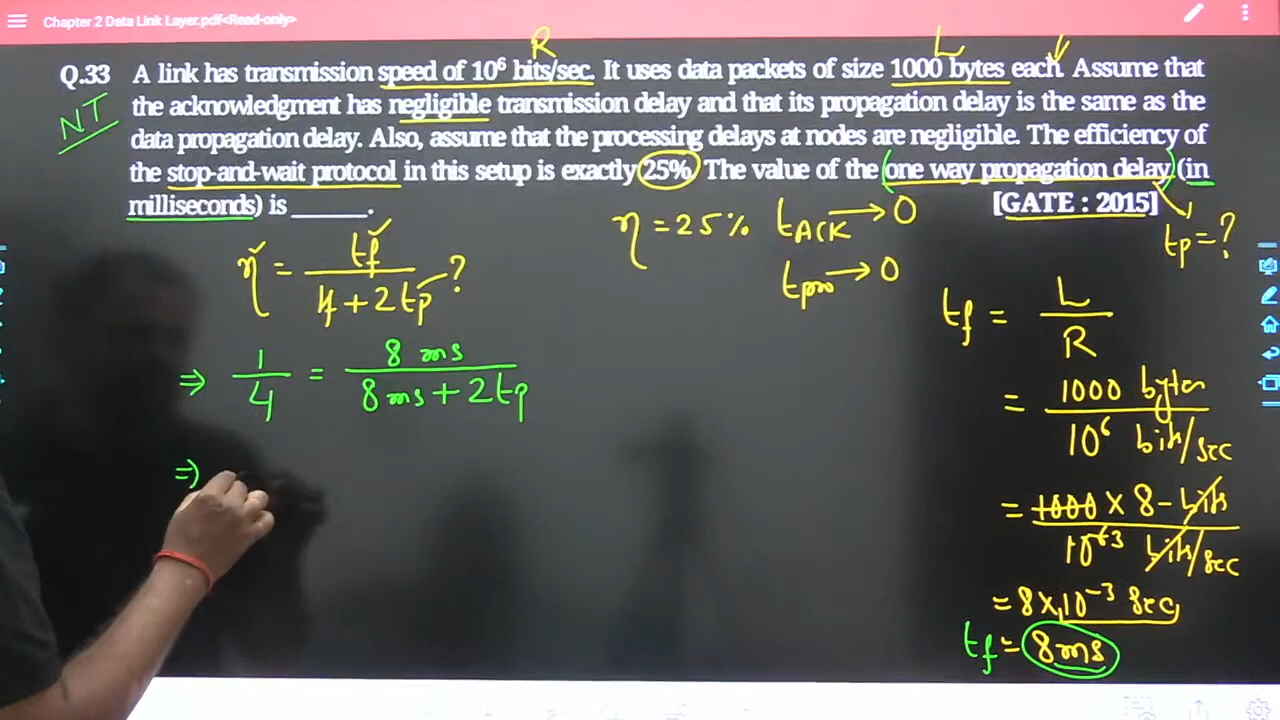 Chapter 2 Data Link Layer.pdf<Read-only>
R L
Q.33 A link has transmission speed of 10⁶ bits/sec. It uses data packets of size 1000 bytes each. Assume that
NT the acknowledgment has negligible transmission delay and that its propagation delay is the same as the
data propagation delay. Also, assume that the processing delays at nodes are negligible. The efficiency of
the stop-and-wait protocol in this setup is exactly 25%. The value of the one way propagation delay (in
milliseconds) is ______. [GATE : 2015]
η = 25% tACK → 0
tp = ?
η = tf / tf + 2tp ?
tpro → 0
tf = L / R
⇒ 1/4 = 8 ms / 8ms + 2tp
= 1000 bytes / 10⁶ bits/sec
⇒
= 1000 × 8 bits / 10⁶ 3 bits/sec
= 8 × 10⁻³ sec
tf = 8ms